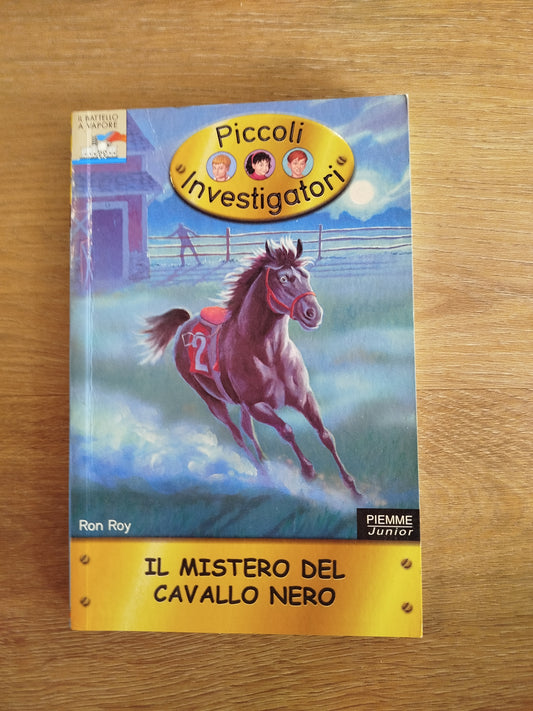 IL BATTELLO
A VAPORE
Piccoli
Investigatori
2
Ron Roy
PIEMME
Junior
IL MISTERO DEL
CAVALLO NERO